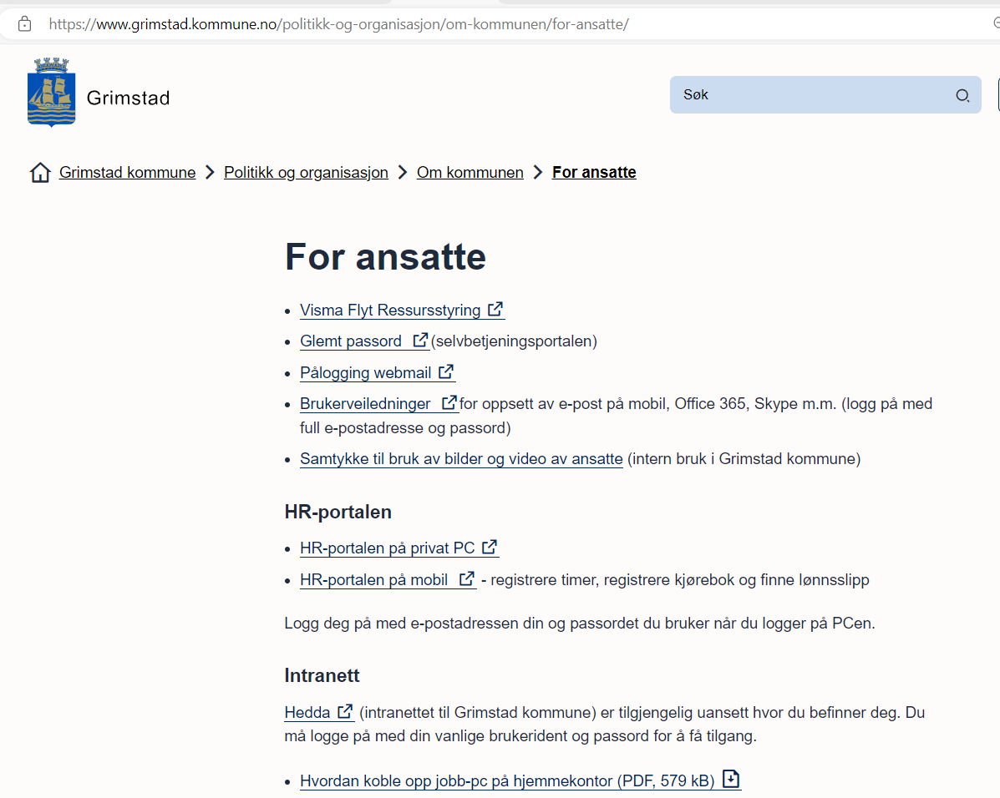 https://www.grimstad.kommune.no/politikk-og-organisasjon/om-kommunen/for-ansatte/
Grimstad
Søk
Grimstad kommune > Politikk og organisasjon > Om kommunen > For ansatte
For ansatte
• Visma Flyt Ressursstyring
• Glemt passord (selvbetjeningsportalen)
• Pålogging webmail
• Brukerveiledninger for oppsett av e-post på mobil, Office 365, Skype m.m. (logg på med
full e-postadresse og passord)
• Samtykke til bruk av bilder og video av ansatte (intern bruk i Grimstad kommune)
HR-portalen
• HR-portalen på privat PC
• HR-portalen på mobil - registrere timer, registrere kjørebok og finne lønnsslipp
Logg deg på med e-postadressen din og passordet du bruker når du logger på PCen.
Intranett
Hedda (intranettet til Grimstad kommune) er tilgjengelig uansett hvor du befinner deg. Du
må logge på med din vanlige brukerident og passord for å få tilgang.
• Hvordan koble opp jobb-pc på hjemmekontor (PDF, 579 kB)